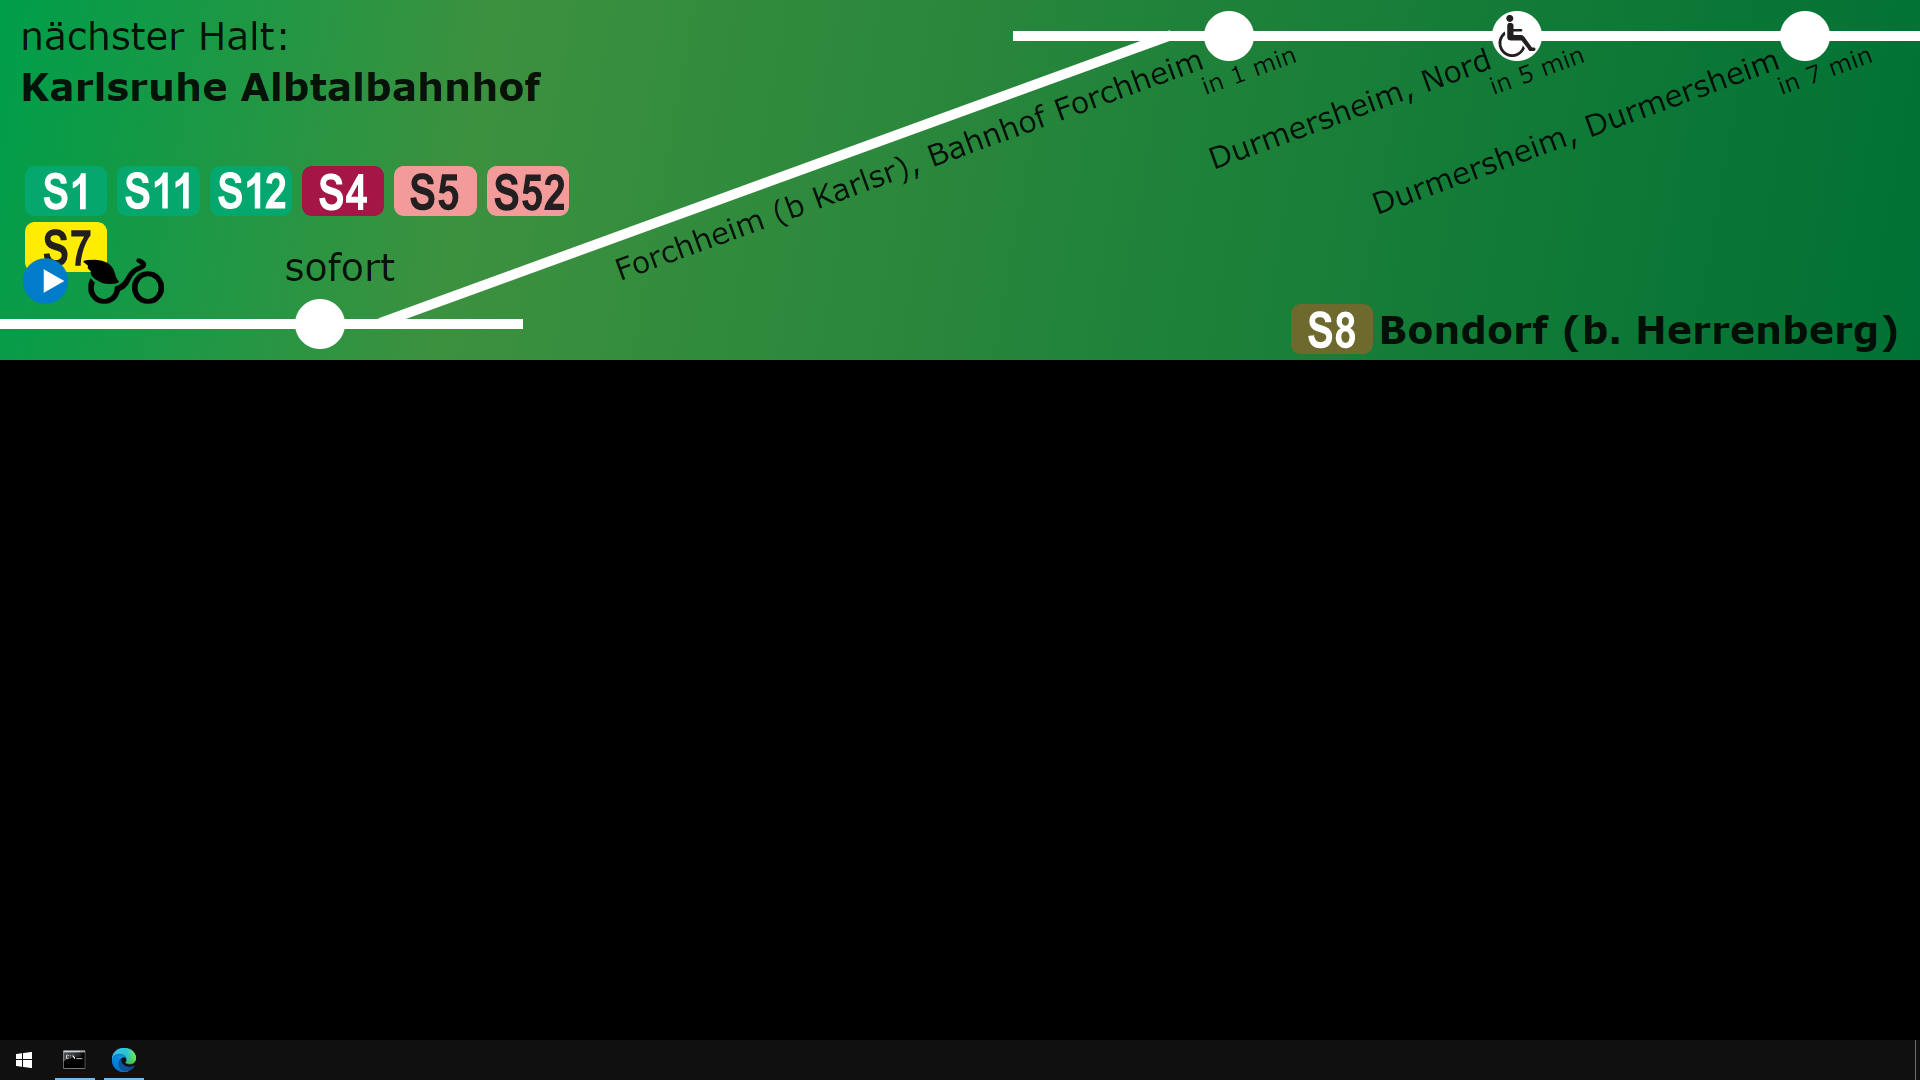 nächster Halt:
Karlsruhe Albtalbahnhof
S1 S11 S12 S4 S5 S52
S7
sofort
Forchheim (b Karlsr), Bahnhof Forchheim
in 1 min
Durmersheim, Nord
in 5 min
Durmersheim, Durmersheim
in 7 min
S8 Bondorf (b. Herrenberg)